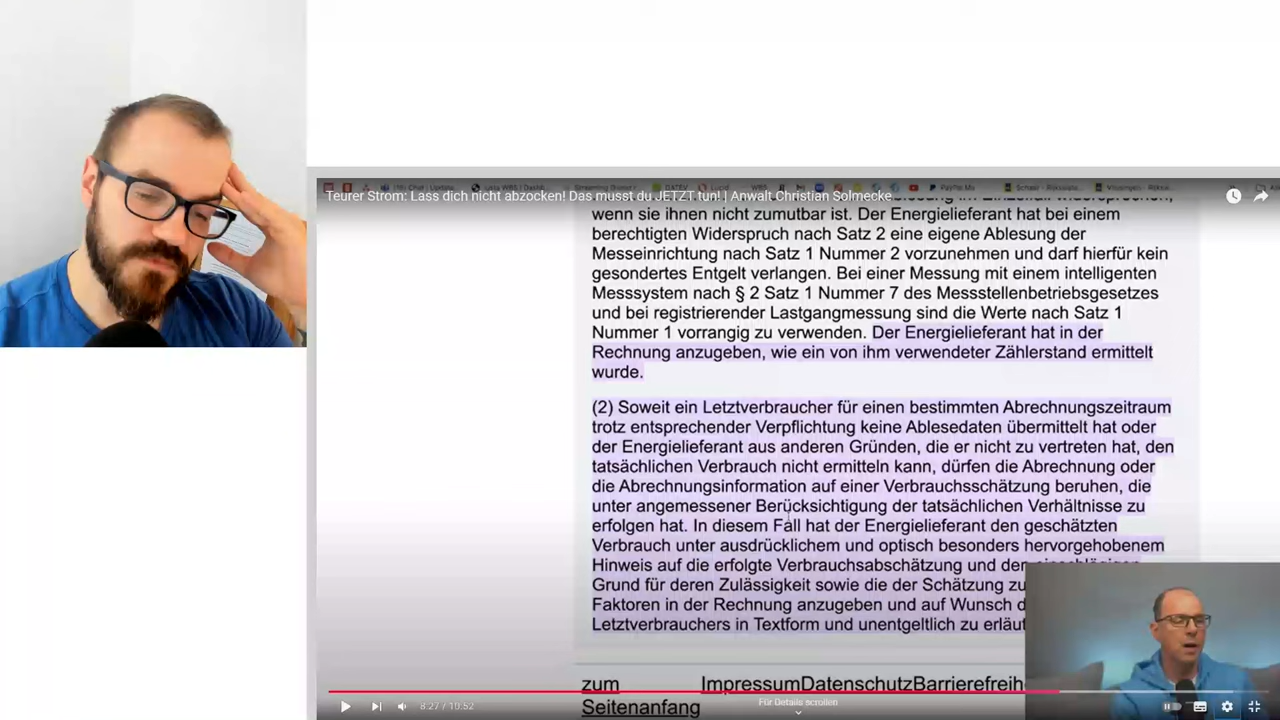 Teurer Strom: Lass dich nicht abzocken! Das musst du JETZT tun! | Anwalt Christian Solmecke
wenn sie ihnen nicht zumutbar ist. Der Energielieferant hat bei einem
berechtigten Widerspruch nach Satz 2 eine eigene Ablesung der
Messeinrichtung nach Satz 1 Nummer 2 vorzunehmen und darf hierfür kein
gesondertes Entgelt verlangen. Bei einer Messung mit einem intelligenten
Messsystem nach § 2 Satz 1 Nummer 7 des Messstellenbetriebsgesetzes
und bei registrierender Lastgangmessung sind die Werte nach Satz 1
Nummer 1 vorrangig zu verwenden. Der Energielieferant hat in der
Rechnung anzugeben, wie ein von ihm verwendeter Zählerstand ermittelt
wurde.
(2) Soweit ein Letztverbraucher für einen bestimmten Abrechnungszeitraum
trotz entsprechender Verpflichtung keine Ablesedaten übermittelt hat oder
der Energielieferant aus anderen Gründen, die er nicht zu vertreten hat, den
tatsächlichen Verbrauch nicht ermitteln kann, dürfen die Abrechnung oder
die Abrechnungsinformation auf einer Verbrauchsschätzung beruhen, die
unter angemessener Berücksichtigung der tatsächlichen Verhältnisse zu
erfolgen hat. In diesem Fall hat der Energielieferant den geschätzten
Verbrauch unter ausdrücklichem und optisch besonders hervorgehobenem
Hinweis auf die erfolgte Verbrauchsabschätzung und den
Grund für deren Zulässigkeit sowie die der Schätzung
Faktoren in der Rechnung anzugeben und auf Wunsch
Letztverbrauchers in Textform und unentgeltlich zu
zum ImpressumDatenschutz
Seitenanfang
8:27 / 10:52
Für Details scrollen